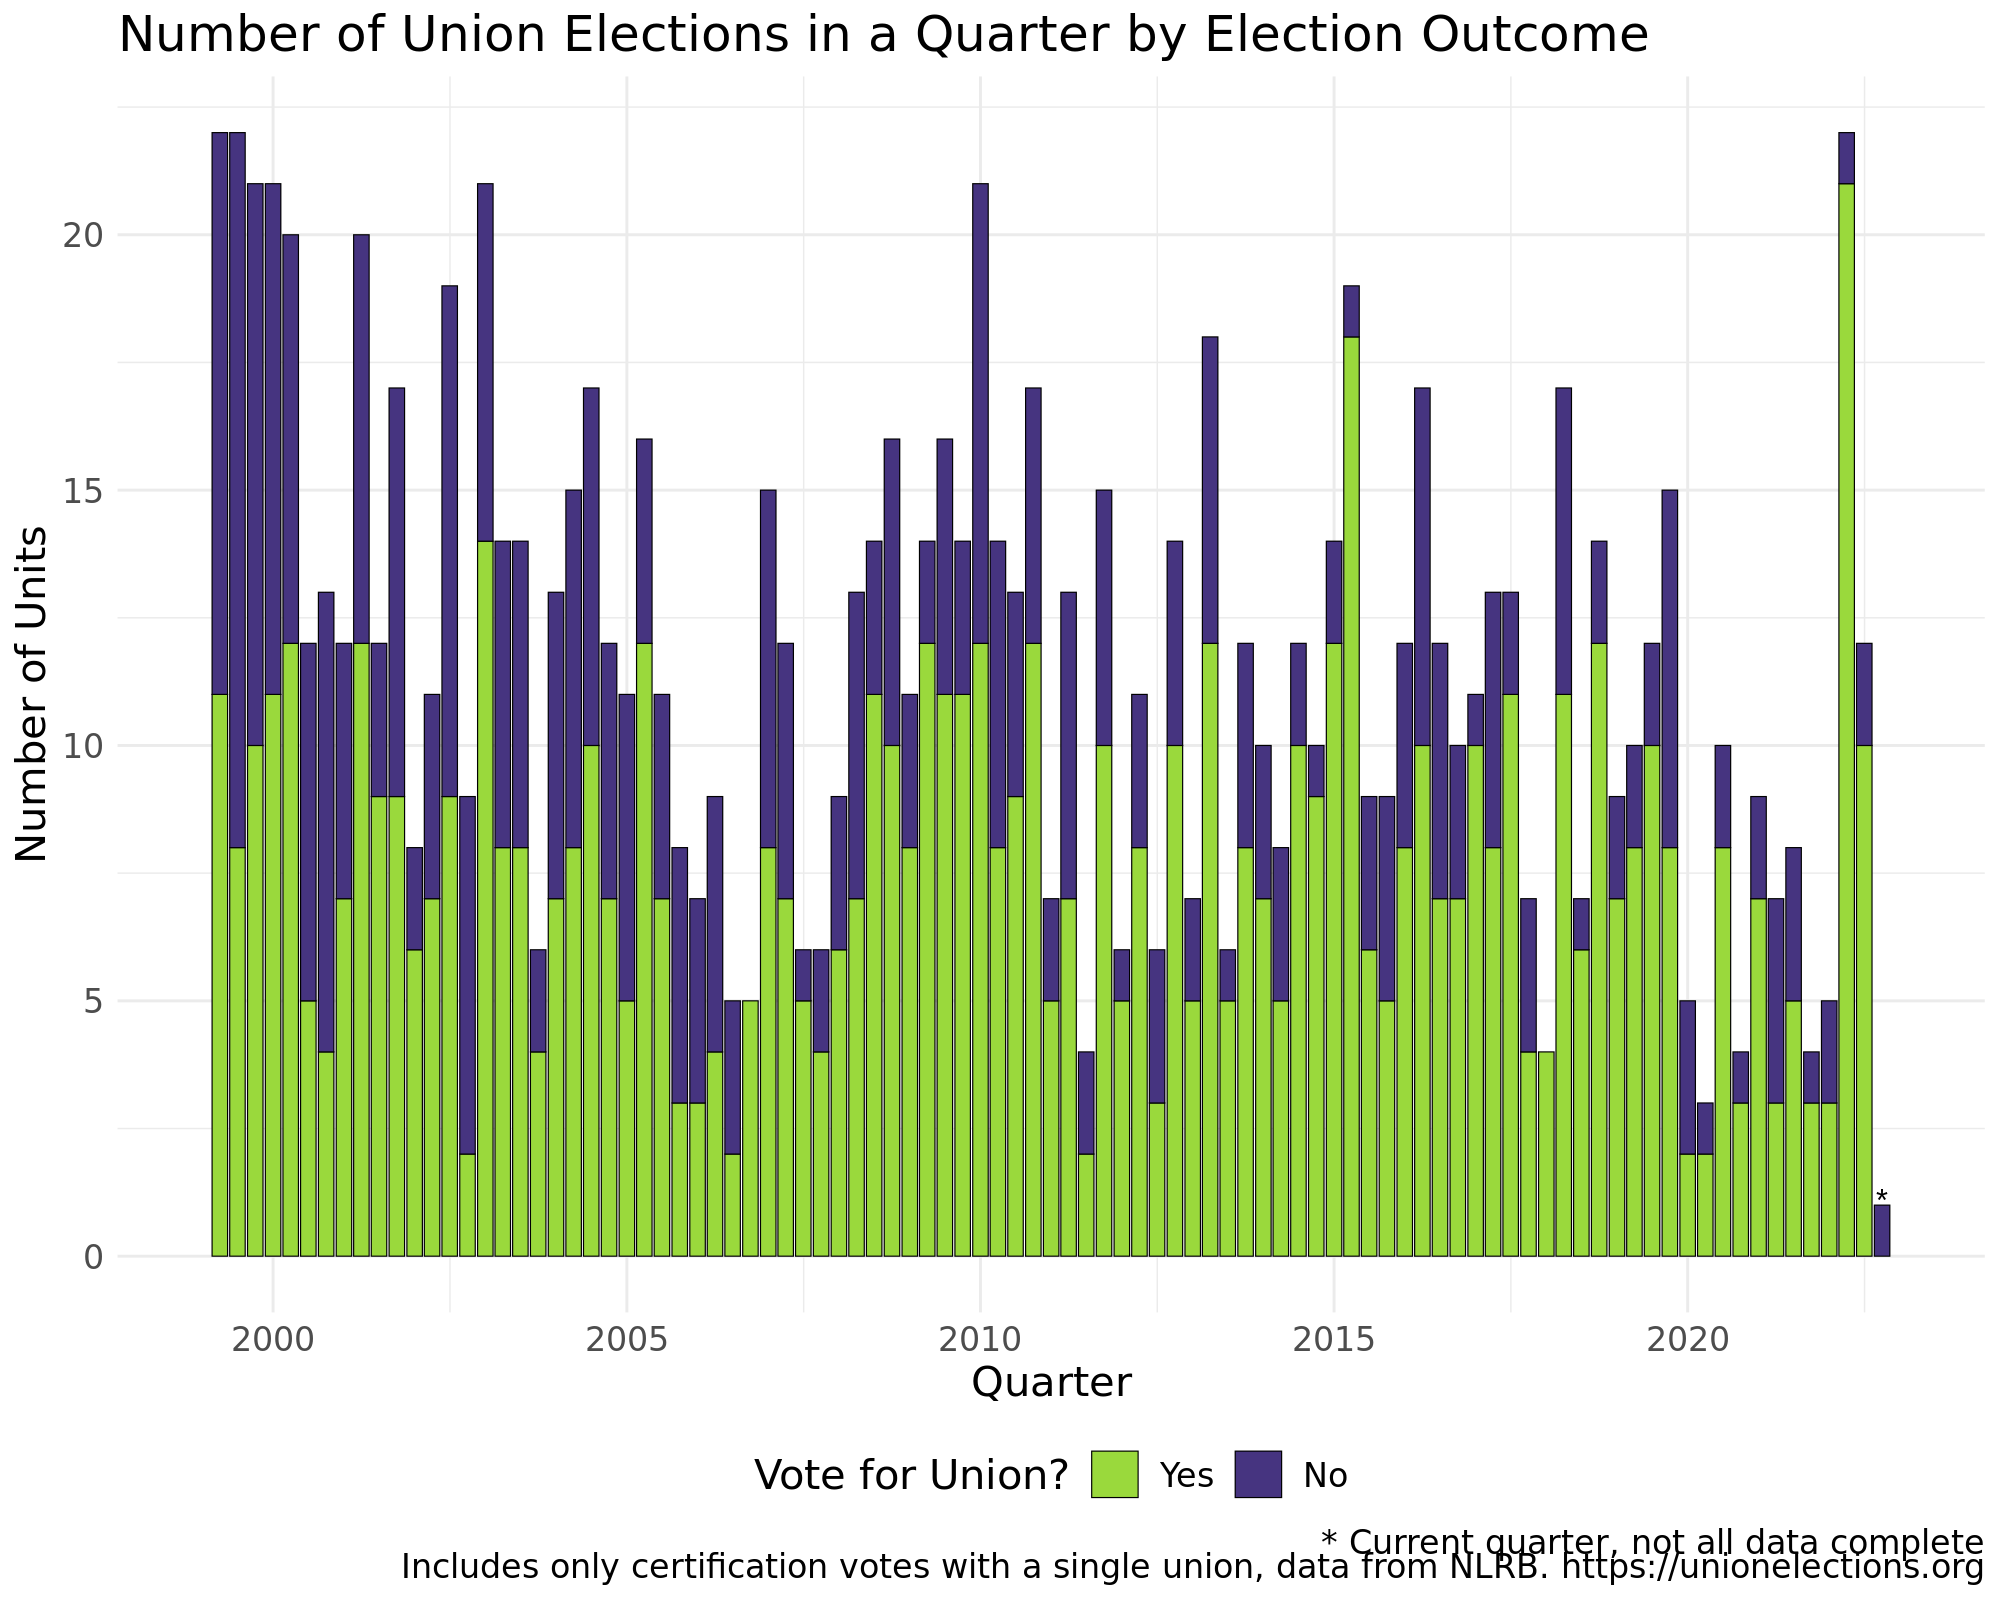 Number of Union Elections in a Quarter by Election Outcome
Number of Units
20
15
10
5
0
*
2000 2005 2010 2015 2020
Quarter
Vote for Union? Yes No
* Current quarter, not all data complete
Includes only certification votes with a single union, data from NLRB. https://unionelections.org